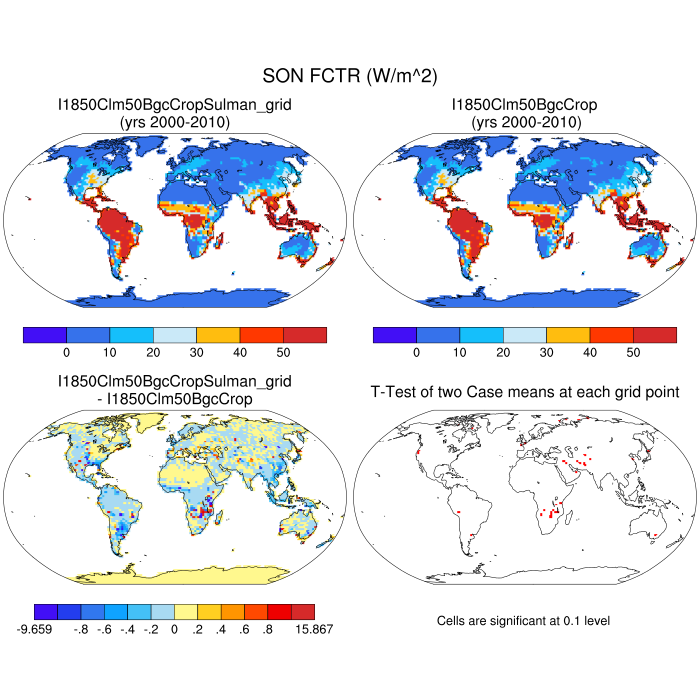 SON FCTR (W/m^2)
I1850Clm50BgcCropSulman_grid
(yrs 2000-2010)
I1850Clm50BgcCrop
(yrs 2000-2010)
0 10 20 30 40 50
0 10 20 30 40 50
I1850Clm50BgcCropSulman_grid
- I1850Clm50BgcCrop
T-Test of two Case means at each grid point
-9.659 -.8 -.6 -.4 -.2 0 .2 .4 .6 .8 15.867
Cells are significant at 0.1 level